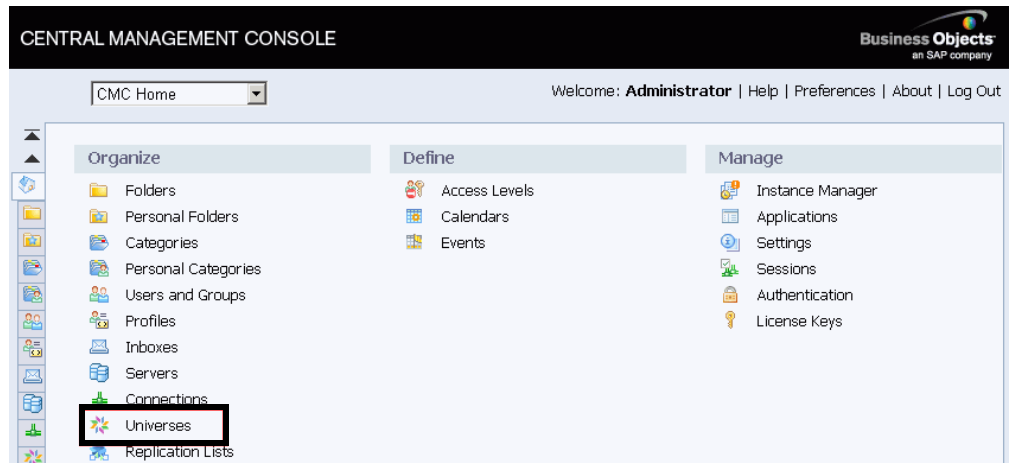 CENTRAL MANAGEMENT CONSOLE
Business Objects
an SAP company
CMC Home
Welcome: Administrator | Help | Preferences | About | Log Out
Organize
Folders
Personal Folders
Categories
Personal Categories
Users and Groups
Profiles
Inboxes
Servers
Connections
Universes
Replication Lists
Define
Access Levels
Calendars
Events
Manage
Instance Manager
Applications
Settings
Sessions
Authentication
License Keys